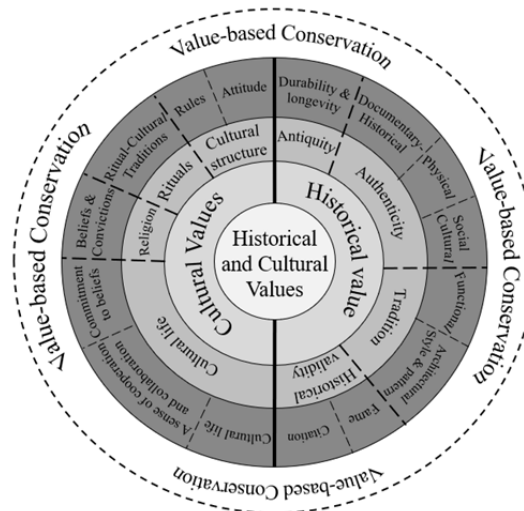 Value-based Conservation
Value-based Conservation
Value-based Conservation
Value-based Conservation
Historical
and Cultural
Values
Historical value
Cultural Values
Antiquity
Authenticity
Tradition
Historical
validity
Cultural life
Religion
Rituals
Cultural
structure
Durability &
longevity
Documentary-
Historical
Physical
Social
Cultural
Functional
Architectural
style & pattern
Fame
Citation
Cultural life
A sense of cooperation
and collaboration
Commitment
to beliefs
Beliefs &
Convictions
Ritual-Cultural
Traditions
Rules
Attitude